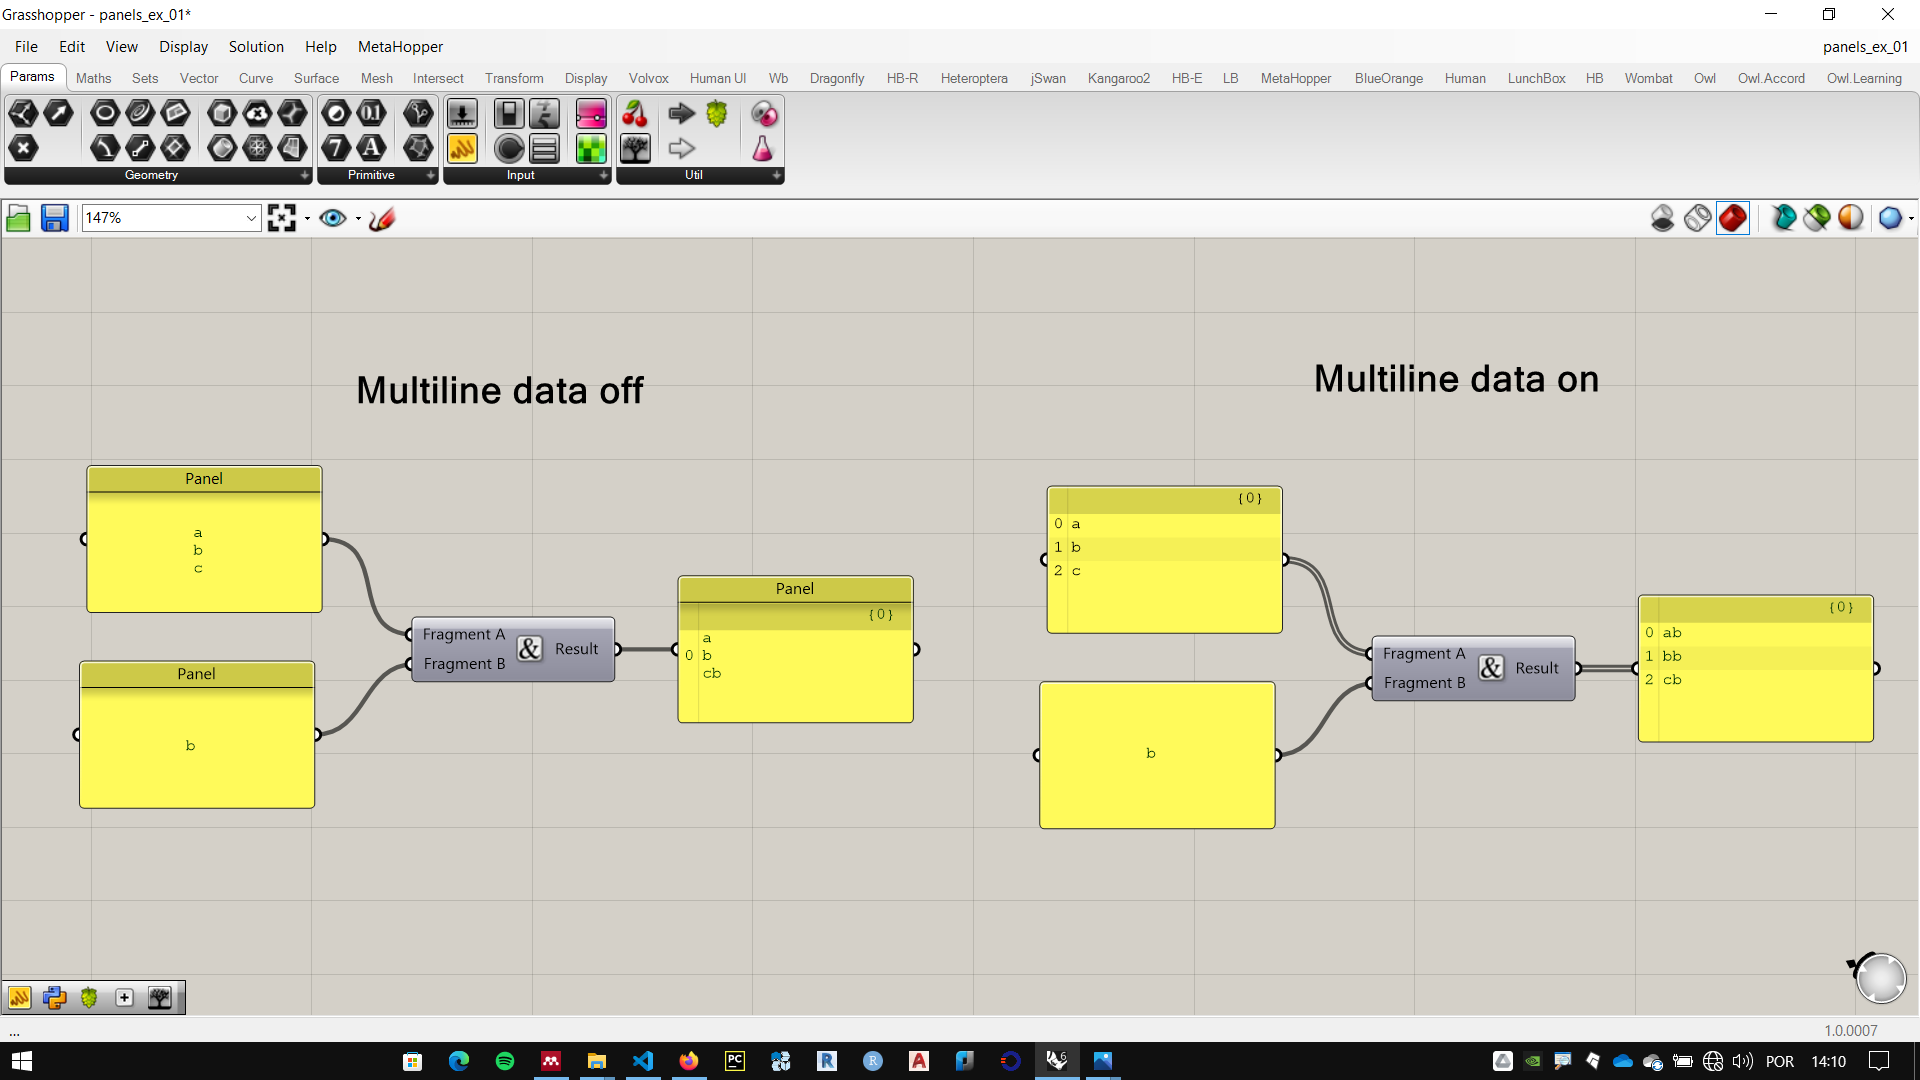 Grasshopper - panels_ex_01*
File Edit View Display Solution Help MetaHopper panels_ex_01
Params Maths Sets Vector Curve Surface Mesh Intersect Transform Display Volvox Human UI Wb Dragonfly HB-R Heteroptera jSwan Kangaroo2 HB-E LB MetaHopper BlueOrange Human LunchBox HB Wombat Owl Owl.Accord Owl.Learning
Geometry Primitive Input Util
147%
Multiline data off
Panel
a
b
c
Panel
b
Fragment A
Fragment B
& Result
Panel
{0}
a
0 b
cb
Multiline data on
{0}
0 a
1 b
2 c
b
Fragment A
Fragment B
& Result
{0}
0 ab
1 bb
2 cb
...
1.0.0007
POR 14:10